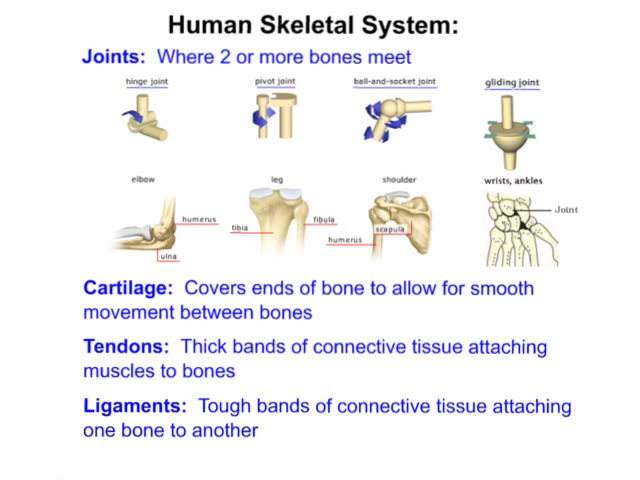 Human Skeletal System:
Joints: Where 2 or more bones meet
hinge joint
pivot joint
ball-and-socket joint
gliding joint
elbow
leg
shoulder
wrists, ankles
humerus
ulna
tibia
fibula
humerus
scapula
Joint
Cartilage: Covers ends of bone to allow for smooth
movement between bones
Tendons: Thick bands of connective tissue attaching
muscles to bones
Ligaments: Tough bands of connective tissue attaching
one bone to another